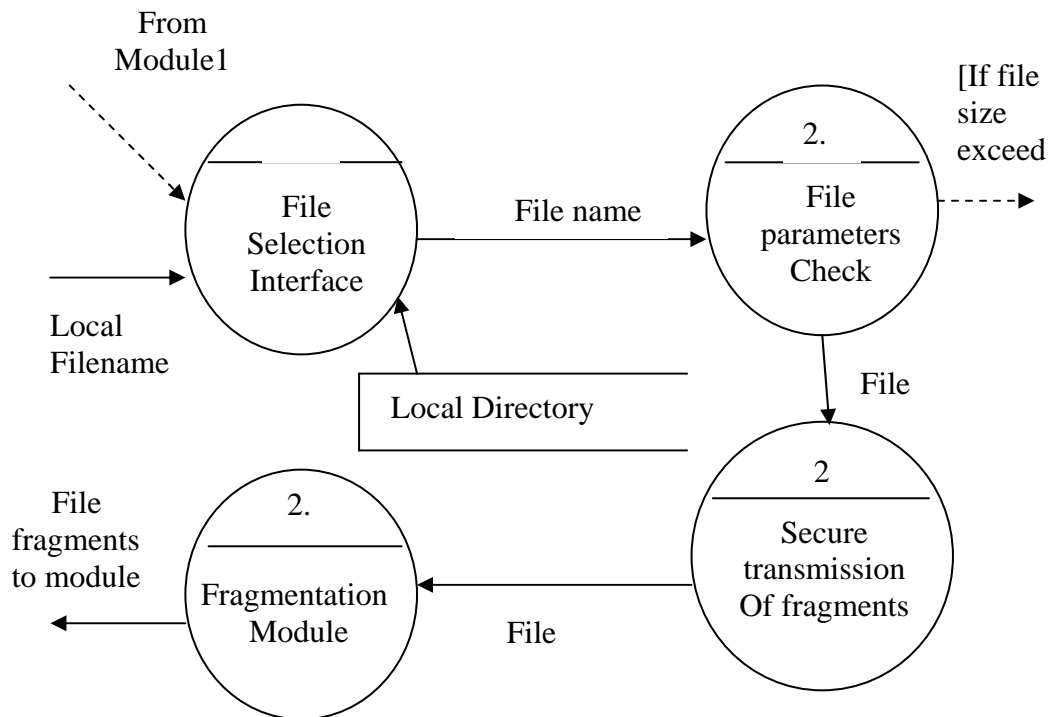 From
Module1
[If file
size
exceed
2.
File
Selection
Interface
File name
File
parameters
Check
Local
Filename
Local Directory
File
2
Secure
transmission
Of fragments
File
2.
Fragmentation
Module
File
fragments
to module